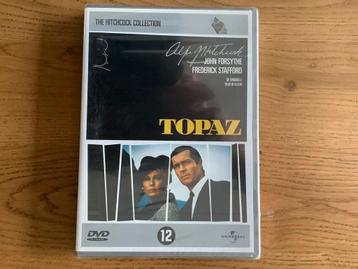 THE HITCHCOCK COLLECTION
Alfred Hitchcock
JOHN FORSYTHE
FREDERICK STAFFORD
TOPAZ
DVD
12
UNIVERSAL